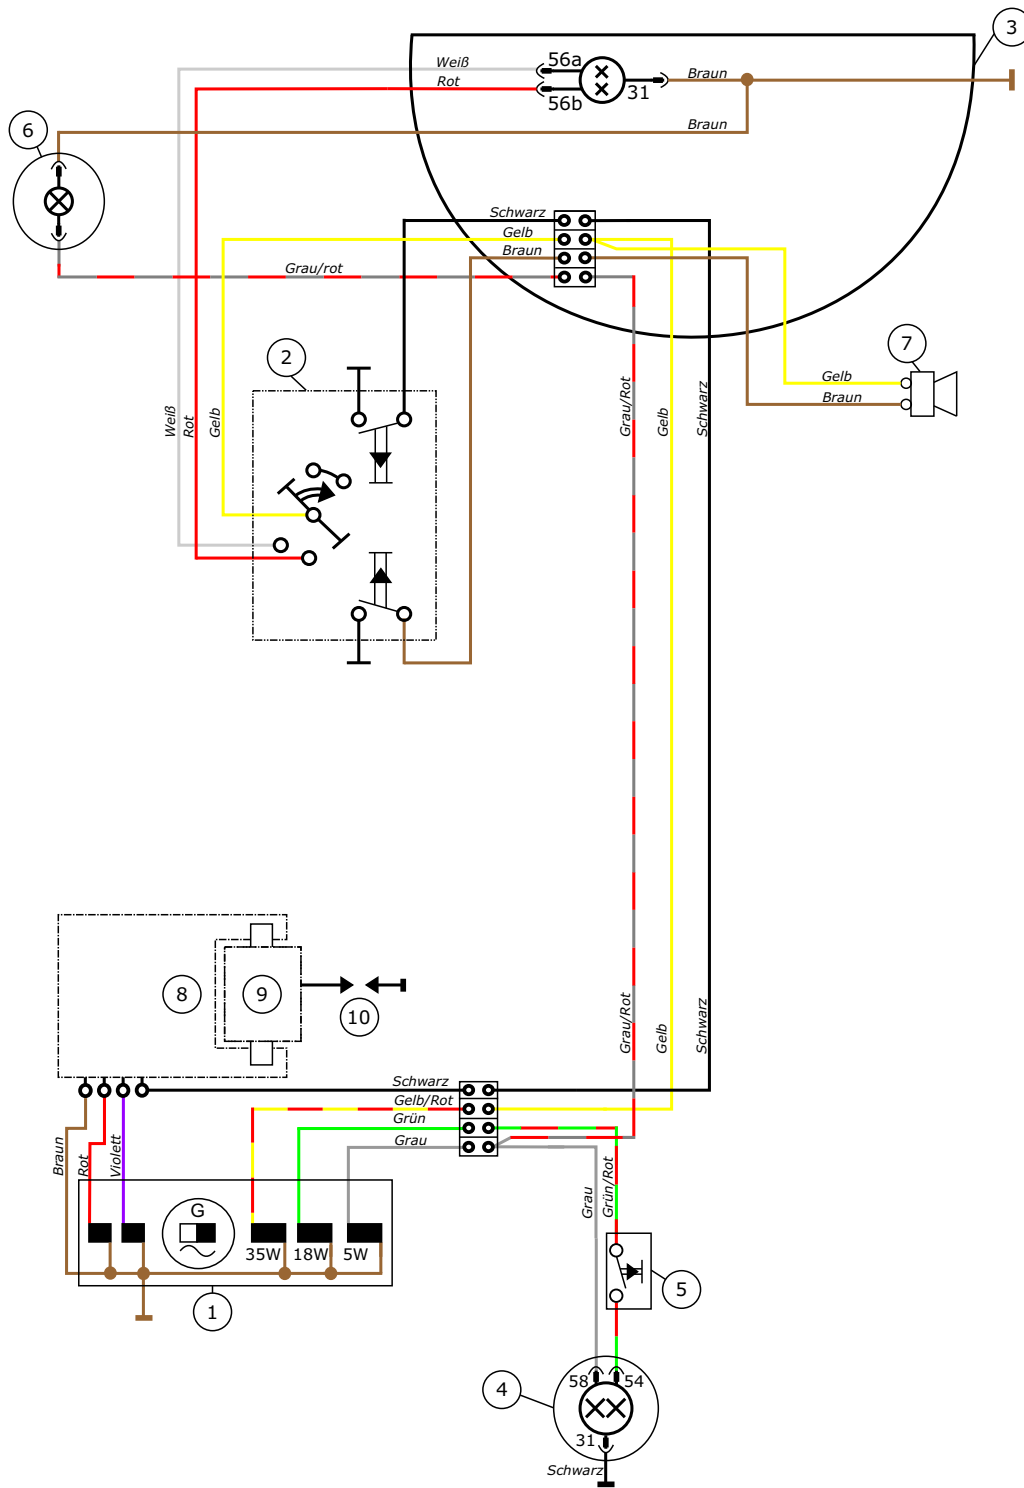 3
Weiß
56a
Braun
Rot
56b
31
6
Braun
Schwarz
Gelb
Braun
Grau/rot
2
7
Gelb
Braun
Weiß
Rot
Gelb
Grau/Rot
Gelb
Schwarz
8
9
10
Grau/Rot
Gelb
Schwarz
Schwarz
Gelb/Rot
Grün
Grau
Braun
Rot
Violett
Grau
Grün/Rot
G
35W
18W
5W
1
5
4
58
54
31
Schwarz